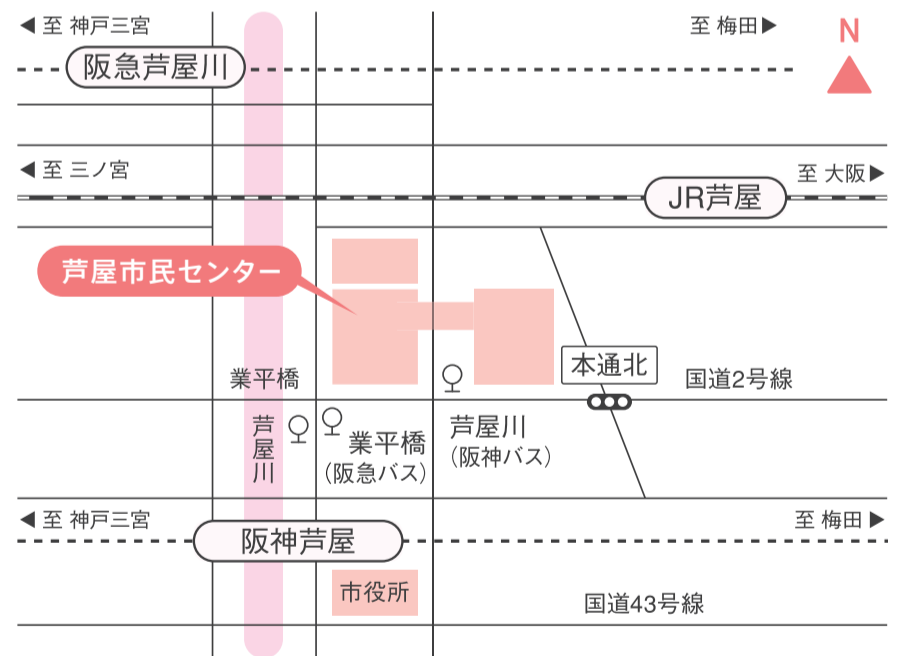 ◀至 神戸三宮
至 梅田▶
N
阪急芦屋川
◀至 三ノ宮
至 大阪▶
JR芦屋
芦屋市民センター
本通北
業平橋
国道2号線
芦屋川
業平橋
(阪急バス)
芦屋川
(阪神バス)
◀至 神戸三宮
至 梅田▶
阪神芦屋
市役所
国道43号線